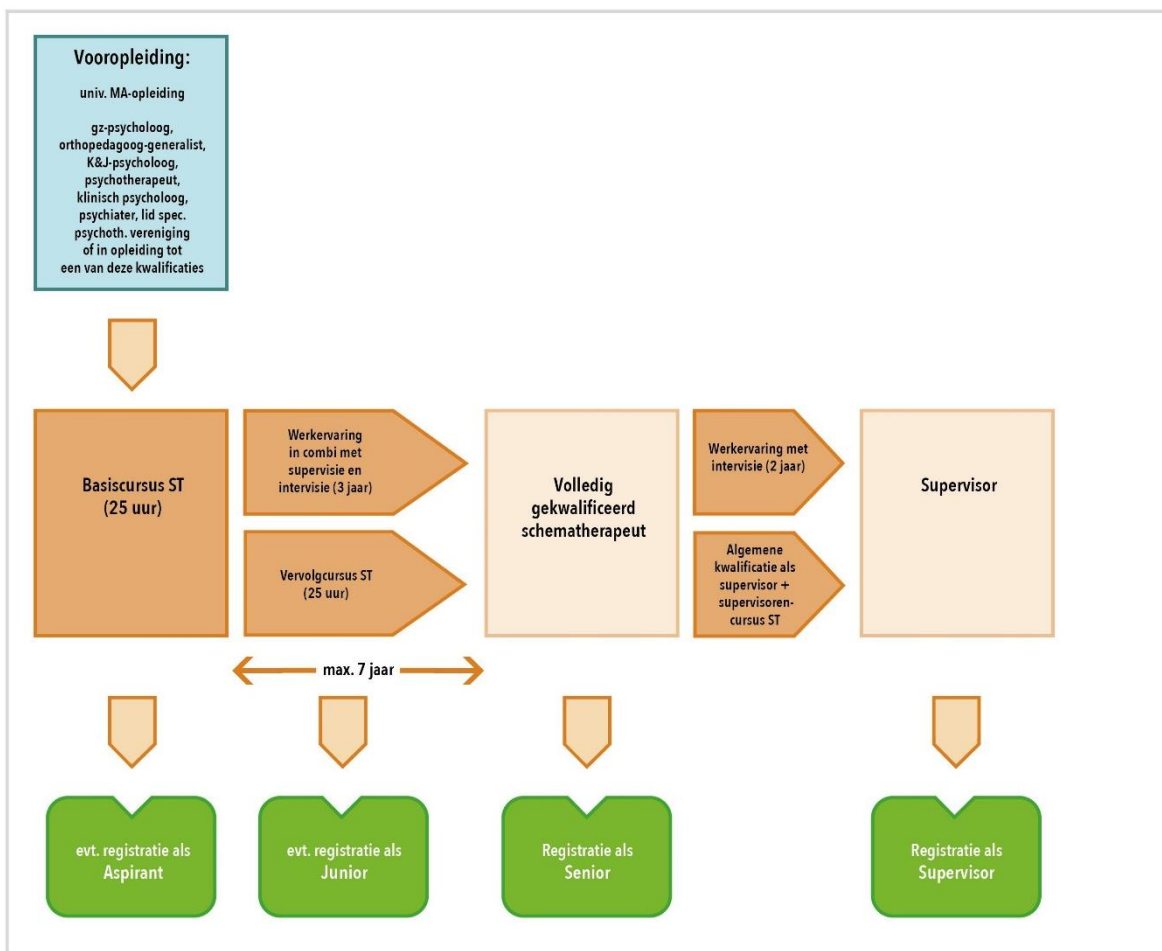 Vooropleiding:
univ. MA-opleiding
gz-psycholoog,
orthopedagoog-generalist,
K&J-psycholoog,
psychotherapeut,
klinisch psycholoog,
psychiater, lid spec.
psychoth. vereniging
of in opleiding tot
een van deze kwalificaties
Basiscursus ST
(25 uur)
Werkervaring
in combi met
supervisie en
intervisie (3 jaar)
Vervolgcursus ST
(25 uur)
Volledig
gekwalificeerd
schematherapeut
Werkervaring met
intervisie (2 jaar)
Algemene
kwalificatie als
supervisor +
supervisoren-
cursus ST
Supervisor
max. 7 jaar
evt. registratie als
Aspirant
evt. registratie als
Junior
Registratie als
Senior
Registratie als
Supervisor